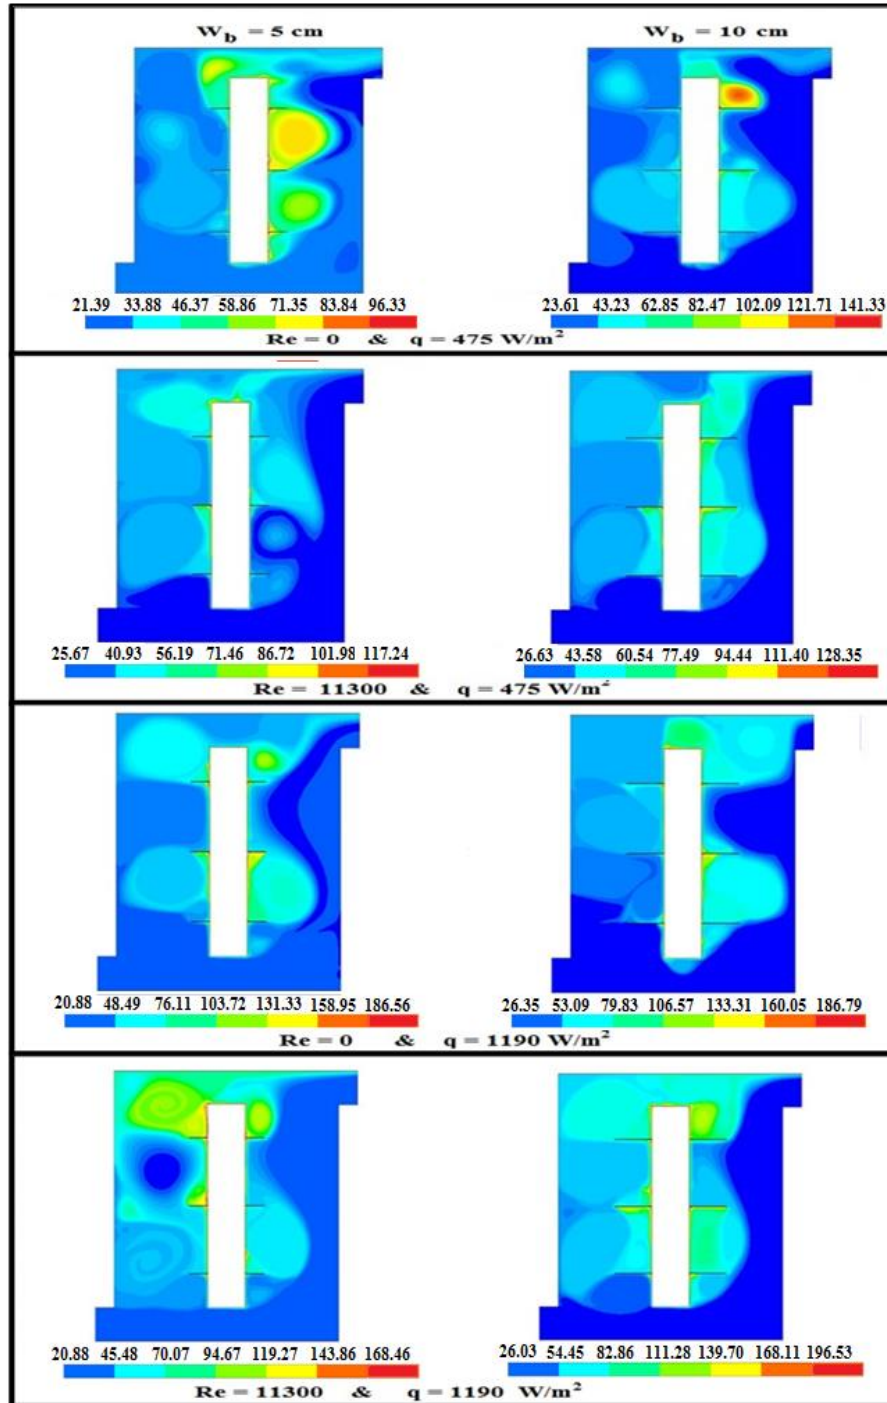 W_b = 5 cm W_b = 10 cm
21.39 33.88 46.37 58.86 71.35 83.84 96.33 23.61 43.23 62.85 82.47 102.09 121.71 141.33
Re = 0 & q = 475 W/m²
25.67 40.93 56.19 71.46 86.72 101.98 117.24 26.63 43.58 60.54 77.49 94.44 111.40 128.35
Re = 11300 & q = 475 W/m²
20.88 48.49 76.11 103.72 131.33 158.95 186.56 26.35 53.09 79.83 106.57 133.31 160.05 186.79
Re = 0 & q = 1190 W/m²
20.88 45.48 70.07 94.67 119.27 143.86 168.46 26.03 54.45 82.86 111.28 139.70 168.11 196.53
Re = 11300 & q = 1190 W/m²